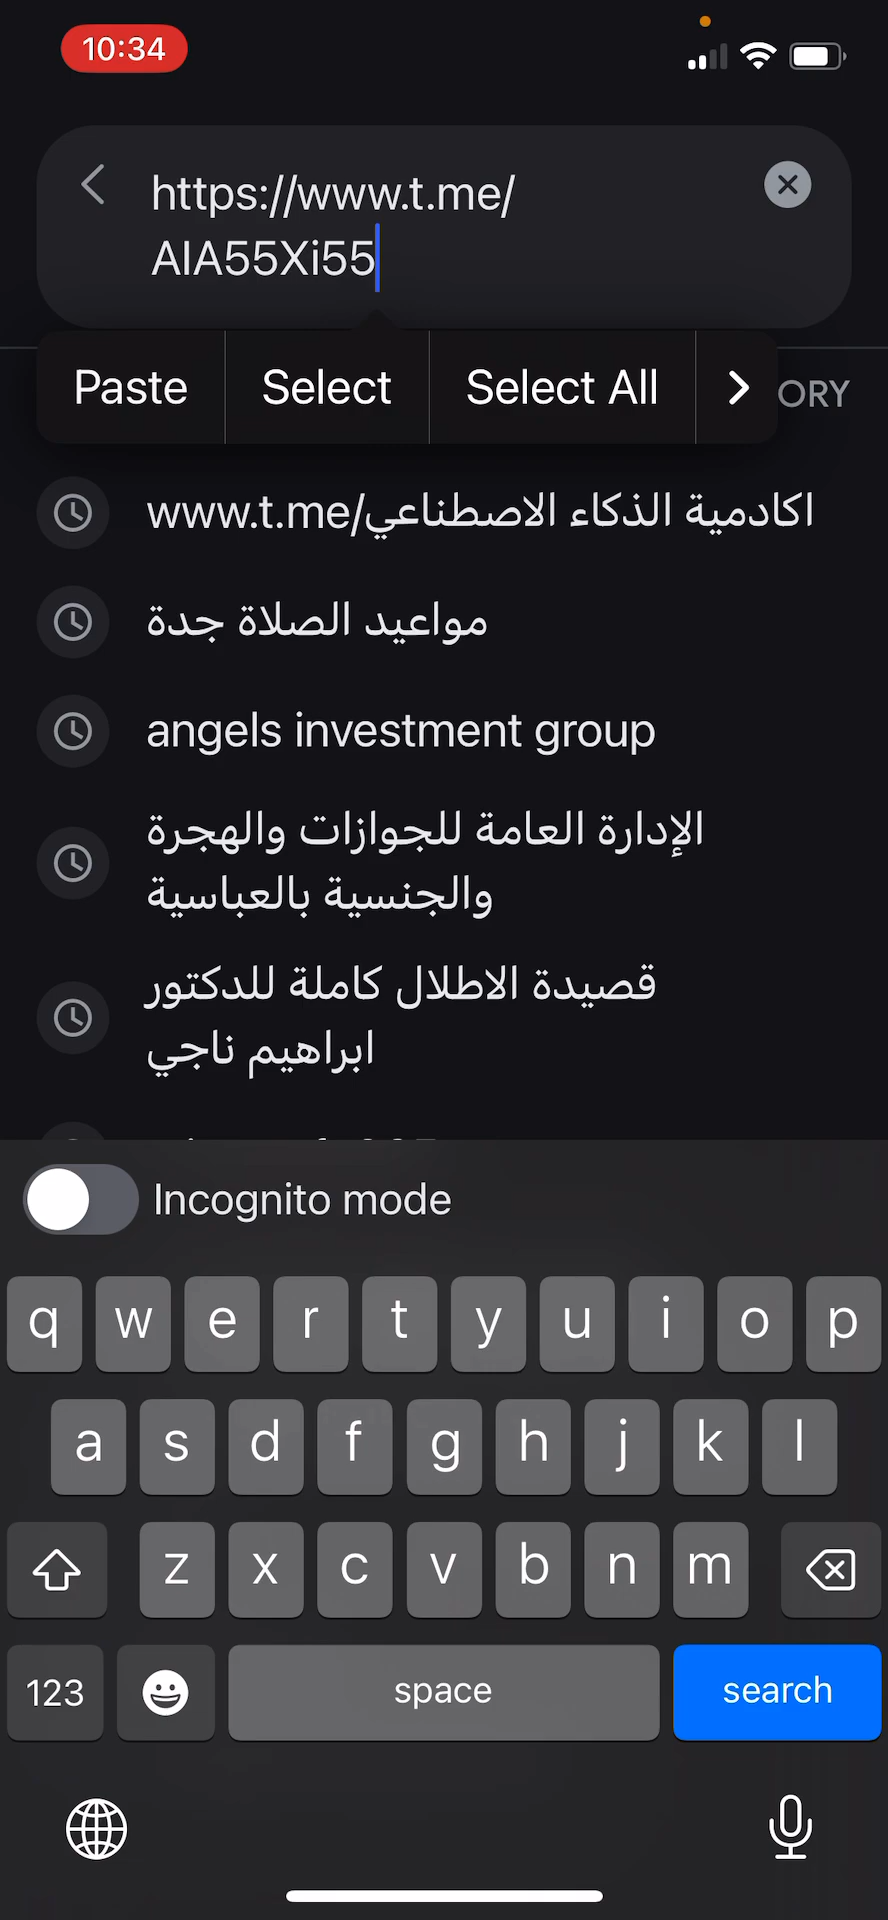 10:34
https://www.t.me/
AIA55Xi55
Paste Select Select All
ORY
www.t.me/اكادمية الذكاء الاصطناعي
مواعيد الصلاة جدة
angels investment group
الإدارة العامة للجوازات والهجرة
والجنسية بالعباسية
قصيدة الاطلال كاملة للدكتور
ابراهيم ناجي
Incognito mode
q w e r t y u i o p
a s d f g h j k l
z x c v b n m
123 space search